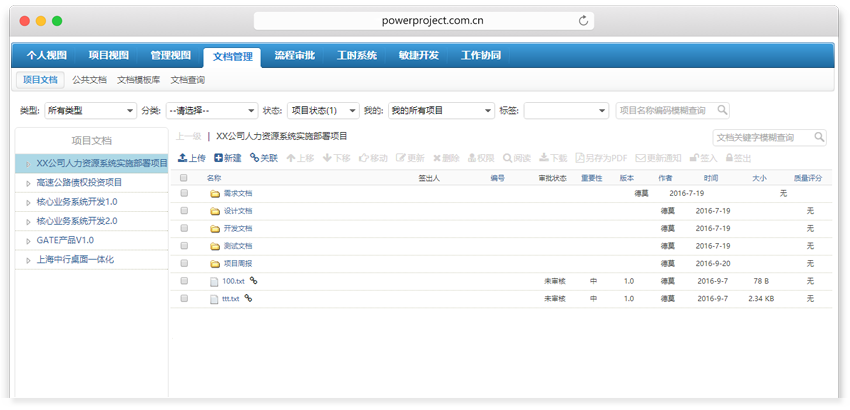 powerproject.com.cn
个人视图 项目视图 管理视图 文档管理 流程审批 工时系统 敏捷开发 工作协同
项目文档 公共文档 文档模板库 文档查询
类型: 所有类型 分类: --请选择-- 状态: 项目状态(1) 我的: 我的所有项目 标签: 项目名称编码模糊查询
项目文档
XX公司人力资源系统实施部署项目
高速公路债权投资项目
核心业务系统开发1.0
核心业务系统开发2.0
GATE产品V1.0
上海中行桌面一体化
上一级 | XX公司人力资源系统实施部署项目 文档关键字模糊查询
上传 新建 关联 上移 下移 移动 更新 删除 权限 阅读 下载 另存为PDF 更新通知 签入 签出
名称 签出人 编号 审批状态 重要性 版本 作者 时间 大小 质量评分
需求文档 德莫 2016-7-19 无
设计文档 德莫 2016-7-19 无
开发文档 德莫 2016-7-19 无
测试文档 德莫 2016-7-19 无
项目周报 德莫 2016-9-20 无
100.txt 未审核 中 1.0 德莫 2016-9-7 78 B 无
ttt.txt 未审核 中 1.0 德莫 2016-9-7 2.34 KB 无